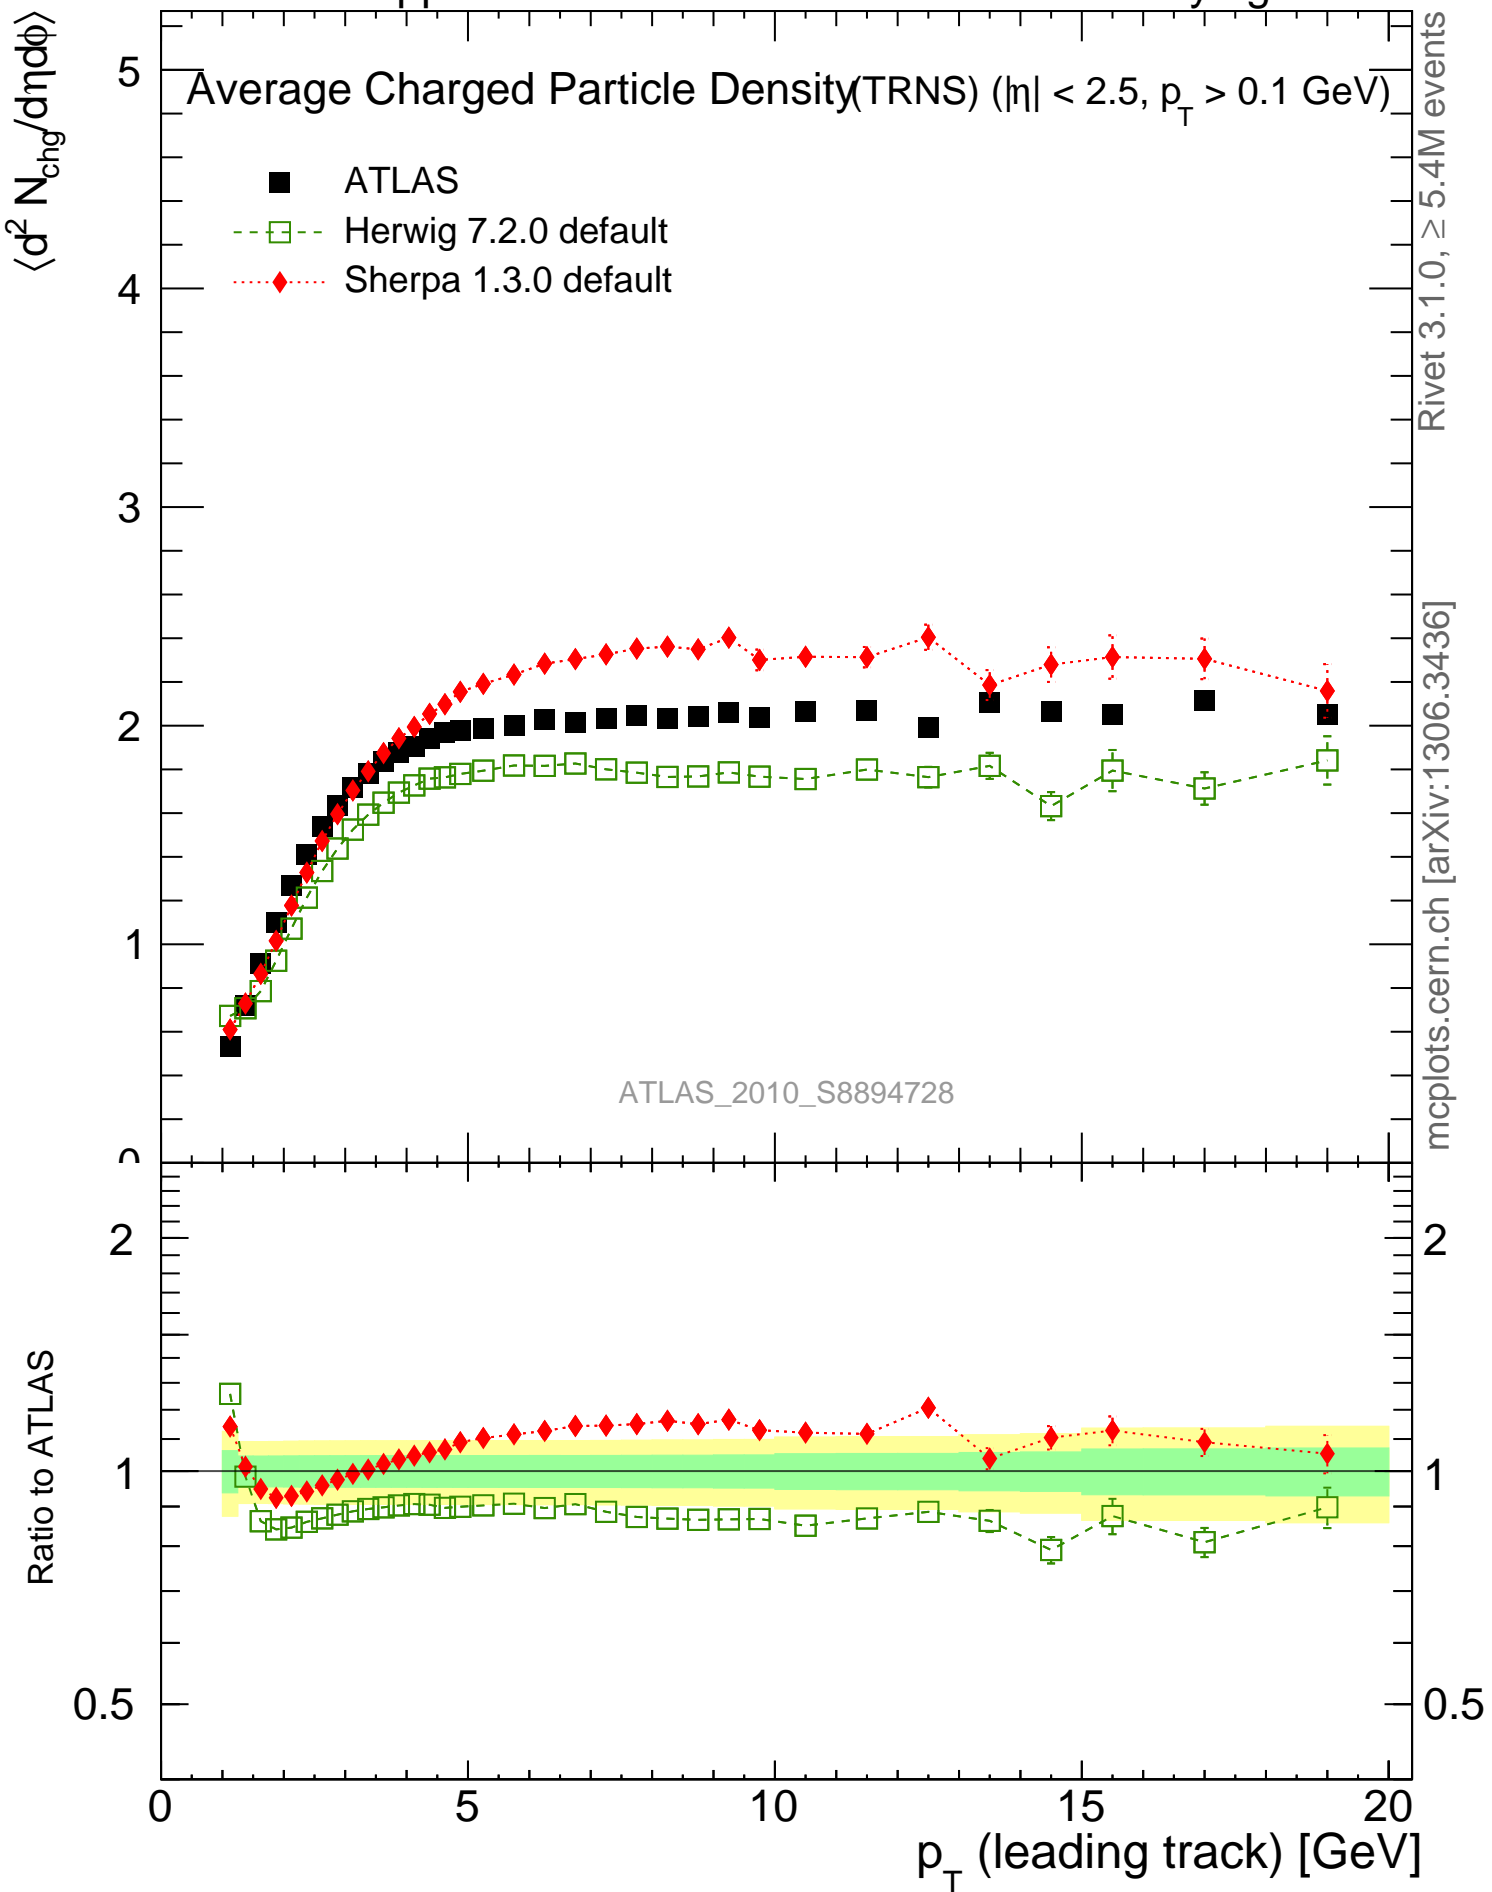 Average Charged Particle Density (TRNS) (|η| < 2.5, p_T > 0.1 GeV)
⟨d² N_chg/dηdϕ⟩
5
4
3
2
1
ATLAS
Herwig 7.2.0 default
Sherpa 1.3.0 default
ATLAS_2010_S8894728
Rivet 3.1.0, ≥ 5.4M events
mcplots.cern.ch [arXiv:1306.3436]
Ratio to ATLAS
2
1
0.5
2
1
0.5
0 5 10 15 20
p_T (leading track) [GeV]